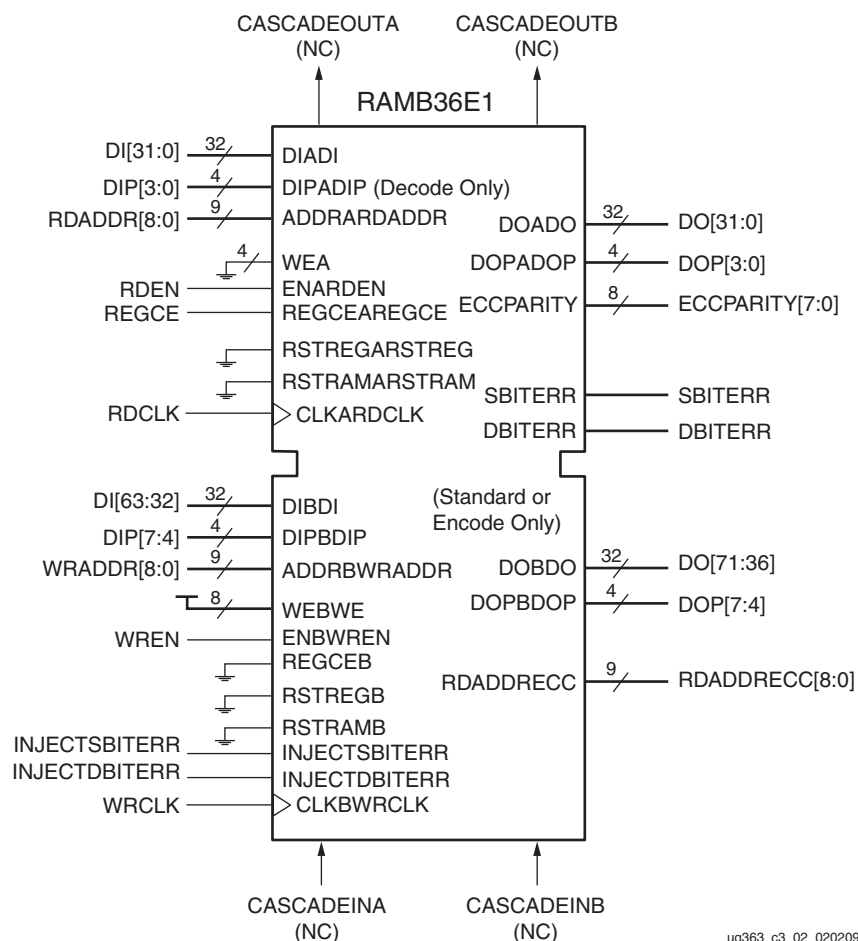 CASCADEOUTA CASCADEOUTB
(NC) (NC)
RAMB36E1
DI[31:0] 32 DIADI
DIP[3:0] 4 DIPADIP (Decode Only)
RDADDR[8:0] 9 ADDRARDADDR
DOADO 32 DO[31:0]
4 WEA
DOPADOP 4 DOP[3:0]
RDEN ENARDEN
ECCPARITY 8 ECCPARITY[7:0]
REGCE REGCEAREGCE
RSTREGARSTREG
RSTRAMARSTRAM
SBITERR SBITERR
RDCLK CLKARDCLK
DBITERR DBITERR
DI[63:32] 32 DIBDI
(Standard or
Encode Only)
DIP[7:4] 4 DIPBDIP
WRADDR[8:0] 9 ADDRBWRADDR
DOBDO 32 DO[71:36]
8 WEBWE
DOPBDOP 4 DOP[7:4]
WREN ENBWREN
REGCEB
RDADDRECC 9 RDADDRECC[8:0]
RSTREGB
RSTRAMB
INJECTSBITERR INJECTSBITERR
INJECTDBITERR INJECTDBITERR
WRCLK CLKBWRCLK
CASCADEINA CASCADEINB
(NC) (NC)
ug363_c3_02_020209